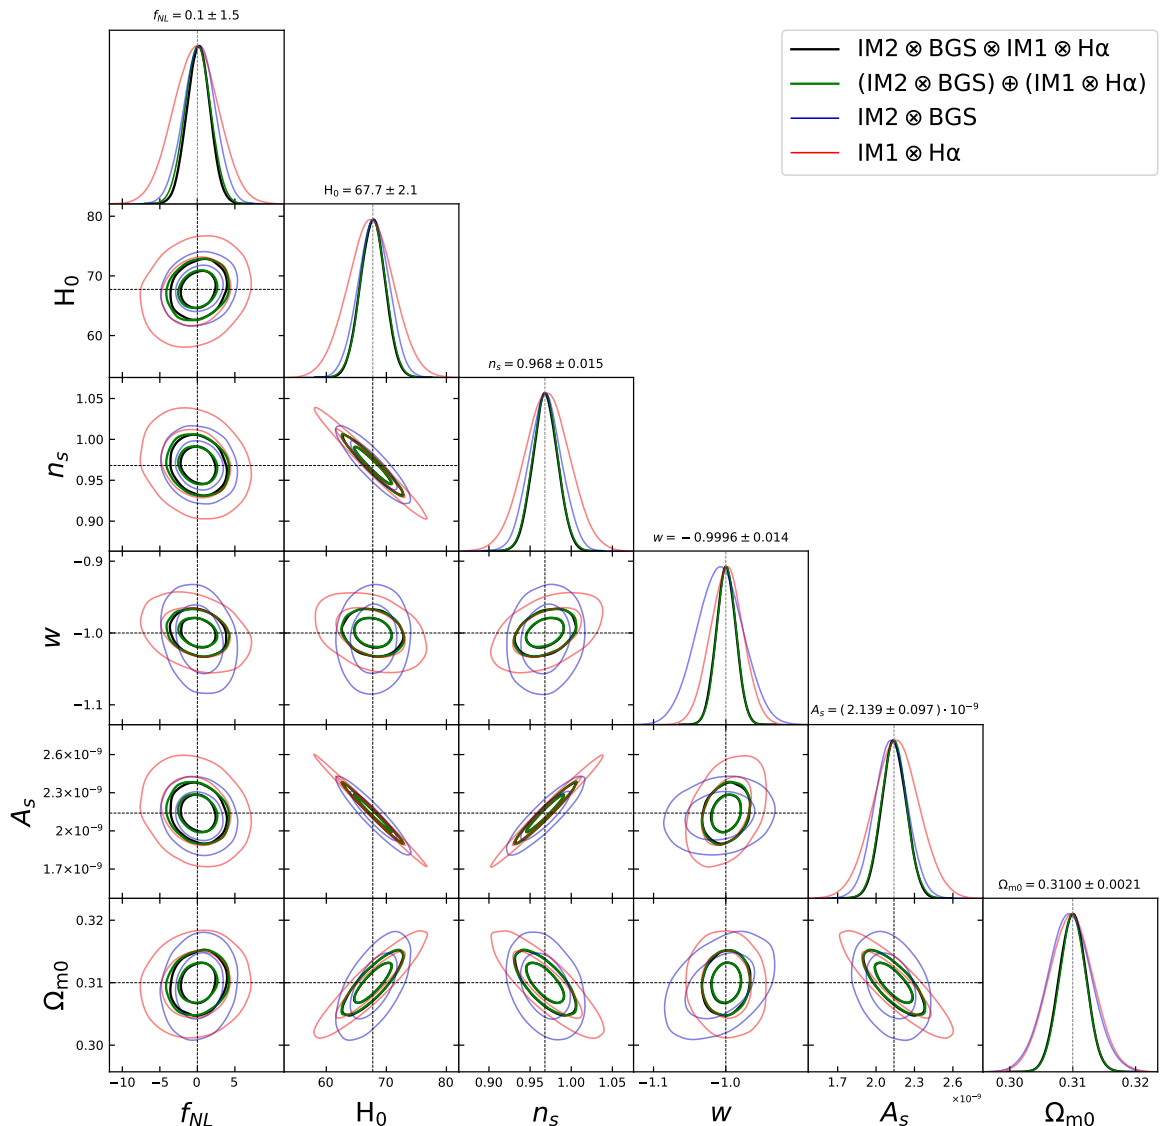 f_NL = 0.1 ± 1.5
IM2 ⊗ BGS ⊗ IM1 ⊗ Hα
(IM2 ⊗ BGS) ⊕ (IM1 ⊗ Hα)
IM2 ⊗ BGS
IM1 ⊗ Hα
H₀ = 67.7 ± 2.1
80
70
60
H₀
n_s = 0.968 ± 0.015
1.05
1.00
0.95
0.90
n_s
w = − 0.9996 ± 0.014
−0.9
−1.0
−1.1
w
A_s = (2.139 ± 0.097) · 10⁻⁹
2.6×10⁻⁹
2.3×10⁻⁹
2×10⁻⁹
1.7×10⁻⁹
A_s
Ω_m0 = 0.3100 ± 0.0021
0.32
0.31
0.30
Ω_m0
−10 −5 0 5
60 70 80
0.90 0.95 1.00 1.05
−1.1 −1.0
1.7 2.0 2.3 2.6
×10⁻⁹
0.30 0.31 0.32
f_NL H₀ n_s w A_s Ω_m0